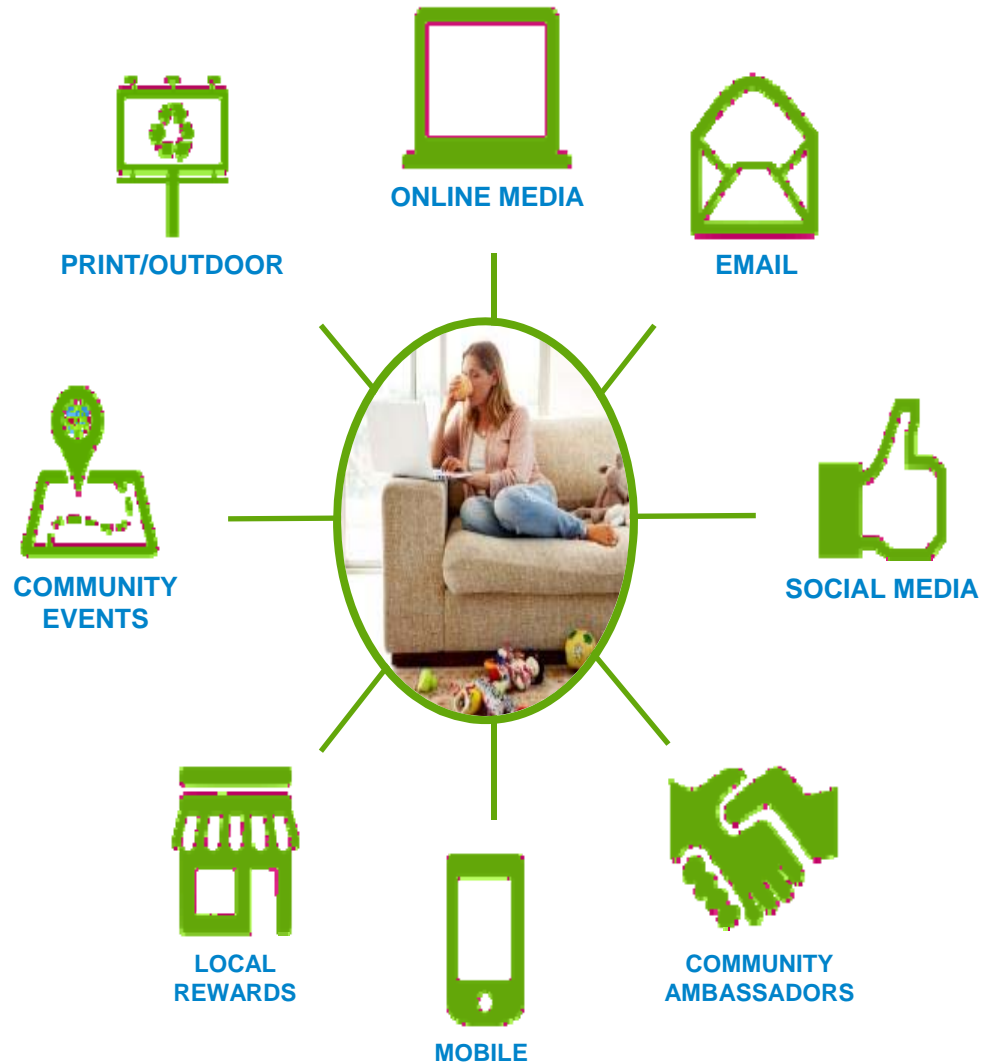 ONLINE MEDIA
PRINT/OUTDOOR
EMAIL
COMMUNITY
EVENTS
SOCIAL MEDIA
LOCAL
REWARDS
COMMUNITY
AMBASSADORS
MOBILE